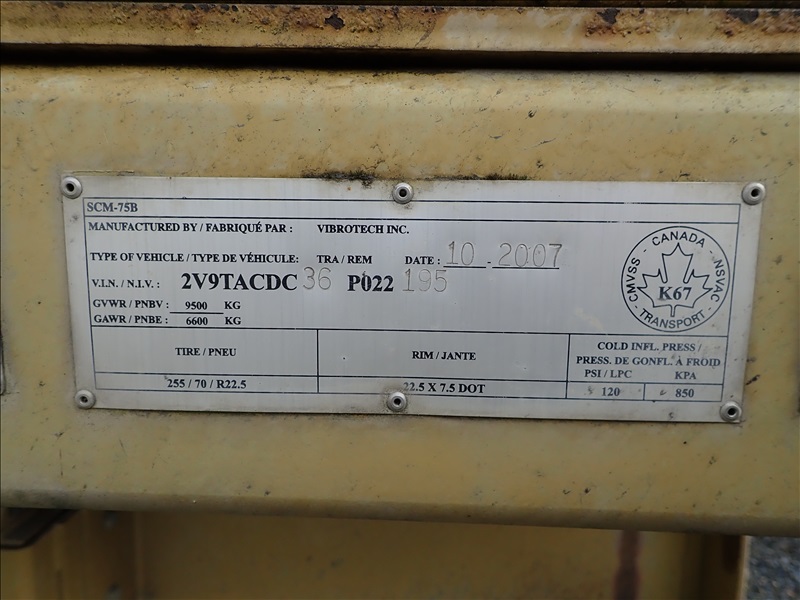 SCM-75B
MANUFACTURED BY / FABRIQUÉ PAR : VIBROTECH INC.
TYPE OF VEHICLE / TYPE DE VÉHICULE: TRA / REM DATE : 10 - 2007
V.I.N. / N.I.V. : 2V9TACDC 36 P022 195
GVWR / PNBV : 9500 KG
GAWR / PNBE : 6600 KG
CANADA
CMVSS - NSVAC
K67
TRANSPORT
TIRE / PNEU RIM / JANTE COLD INFL. PRESS /
PRESS. DE GONFL. À FROID
PSI / LPC KPA
255 / 70 / R22.5 22.5 X 7.5 DOT 120 850